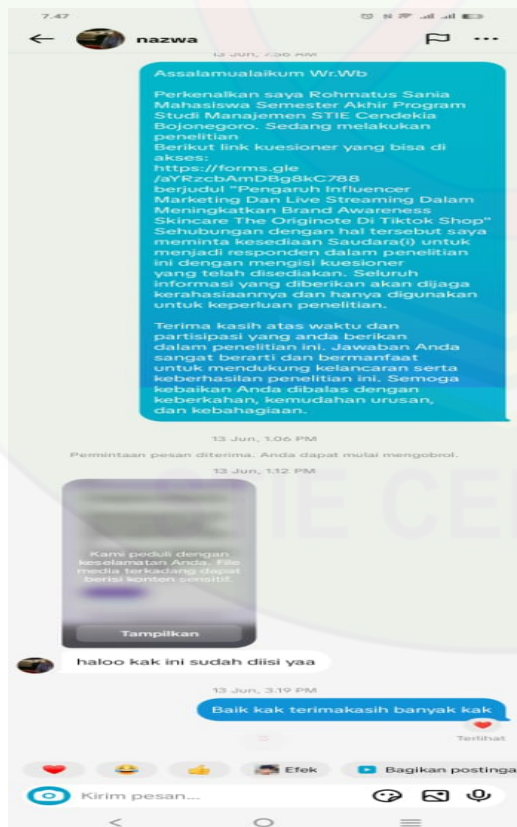 7.47
nazwa
13 Jun, 7:56 AM
Assalamualaikum Wr.Wb
Perkenalkan saya Rohmatus Sania
Mahasiswa Semester Akhir Program
Studi Manajemen STIE Cendekia
Bojonegoro. Sedang melakukan
penelitian
Berikut link kuesioner yang bisa di
akses:
https://forms.gle
/aYRzcbAmDBg8kC788
berjudul "Pengaruh Influencer
Marketing Dan Live Streaming Dalam
Meningkatkan Brand Awareness
Skincare The Originote Di Tiktok Shop"
Sehubungan dengan hal tersebut saya
meminta kesediaan Saudara(i) untuk
menjadi responden dalam penelitian
ini dengan mengisi kuesioner
yang telah disediakan. Seluruh
informasi yang diberikan akan dijaga
kerahasiaannya dan hanya digunakan
untuk keperluan penelitian.
Terima kasih atas waktu dan
partisipasi yang anda berikan
dalam penelitian ini. Jawaban Anda
sangat berarti dan bermanfaat
untuk mendukung kelancaran serta
keberhasilan penelitian ini. Semoga
kebaikan Anda dibalas dengan
keberkahan, kemudahan urusan,
dan kebahagiaan.
13 Jun, 1.06 PM
Permintaan pesan diterima. Anda dapat mulai mengobrol.
13 Jun, 1.12 PM
Kami peduli dengan
keselamatan Anda. File
media terkadang dapat
berisi konten sensitif.
Tampilkan
haloo kak ini sudah diisi yaa
13 Jun, 3.19 PM
Baik kak terimakasih banyak kak
Terlihat
Efek
Bagikan postinga
Kirim pesan...
STIE CE